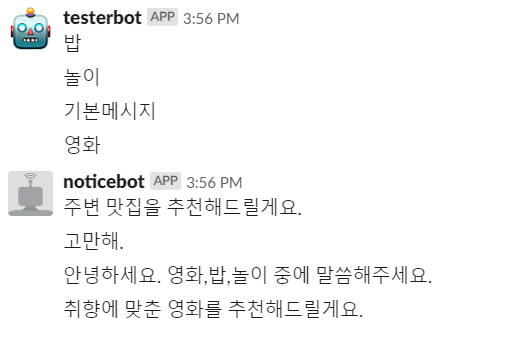 testerbot APP 3:56 PM
밥
놀이
기본메시지
영화
noticebot APP 3:56 PM
주변 맛집을 추천해드릴게요.
고만해.
안녕하세요. 영화,밥,놀이 중에 말씀해주세요.
취향에 맞춘 영화를 추천해드릴게요.